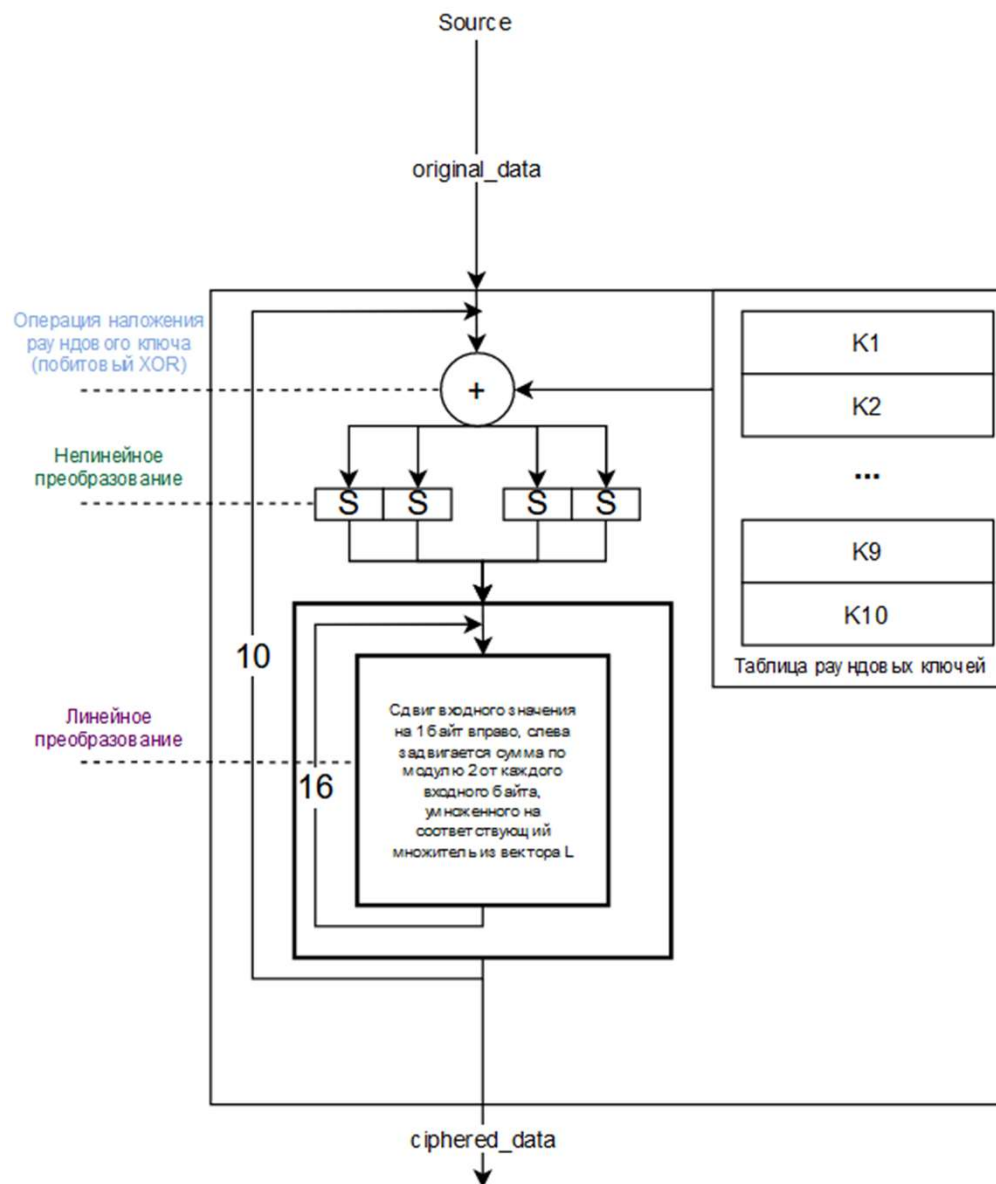 Source
original_data
Операция наложения
раундового ключа
(побитовый XOR)
+
K1
K2
...
K9
K10
Таблица раундовых ключей
Нелинейное
преобразование
S
S
S
S
10
16
Линейное
преобразование
Сдвиг входного значения
на 1 байт вправо, слева
задвигается сумма по
модулю 2 от каждого
входного байта,
умноженного на
соответствующий
множитель из вектора L
ciphered_data